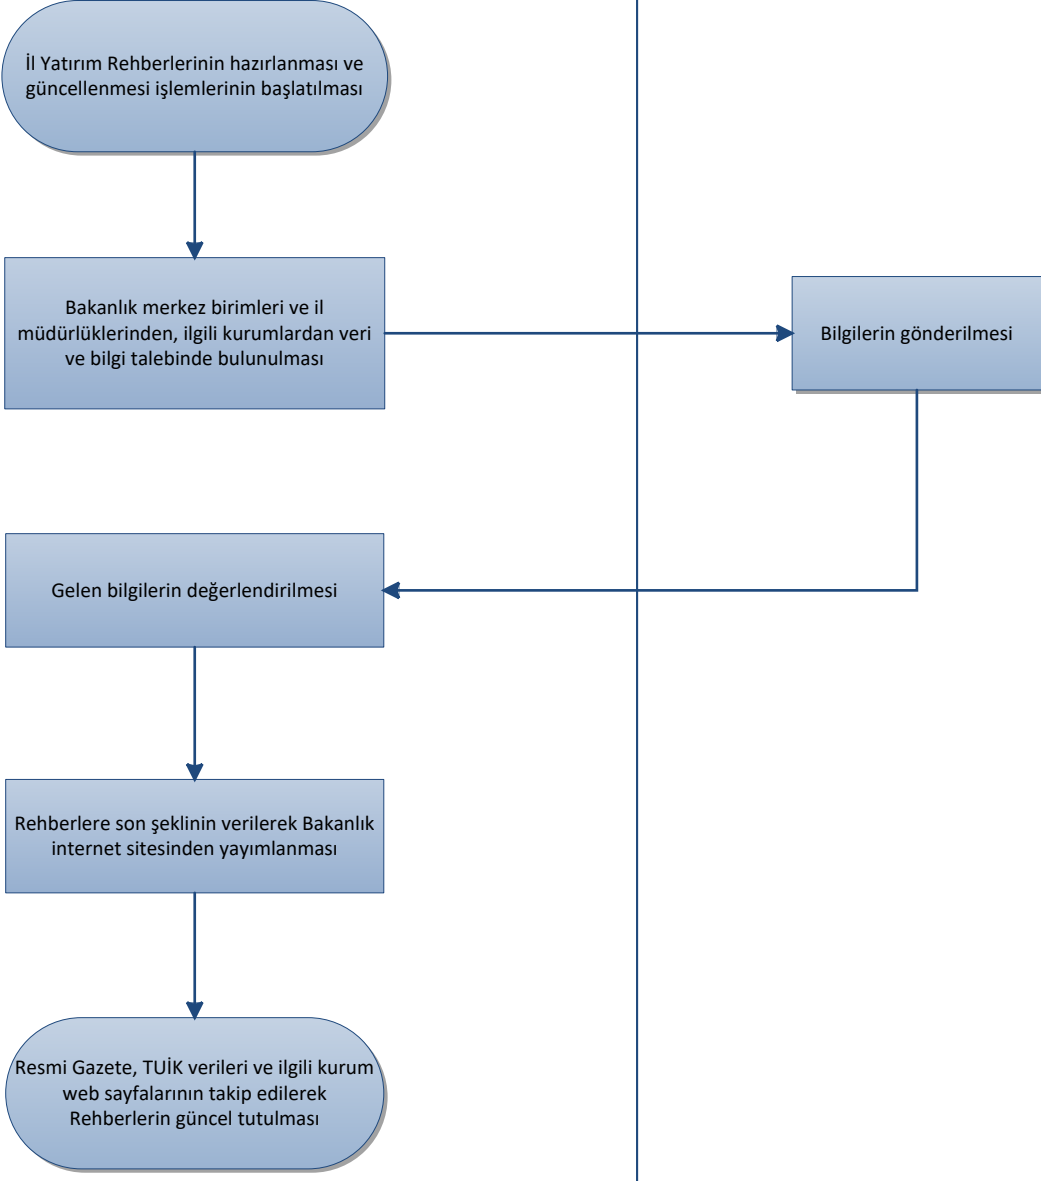 İl Yatırım Rehberlerinin hazırlanması ve
güncellenmesi işlemlerinin başlatılması
Bakanlık merkez birimleri ve il
müdürlüklerinden, ilgili kurumlardan veri
ve bilgi talebinde bulunulması
Bilgilerin gönderilmesi
Gelen bilgilerin değerlendirilmesi
Rehberlere son şeklinin verilerek Bakanlık
internet sitesinden yayımlanması
Resmi Gazete, TUİK verileri ve ilgili kurum
web sayfalarının takip edilerek
Rehberlerin güncel tutulması